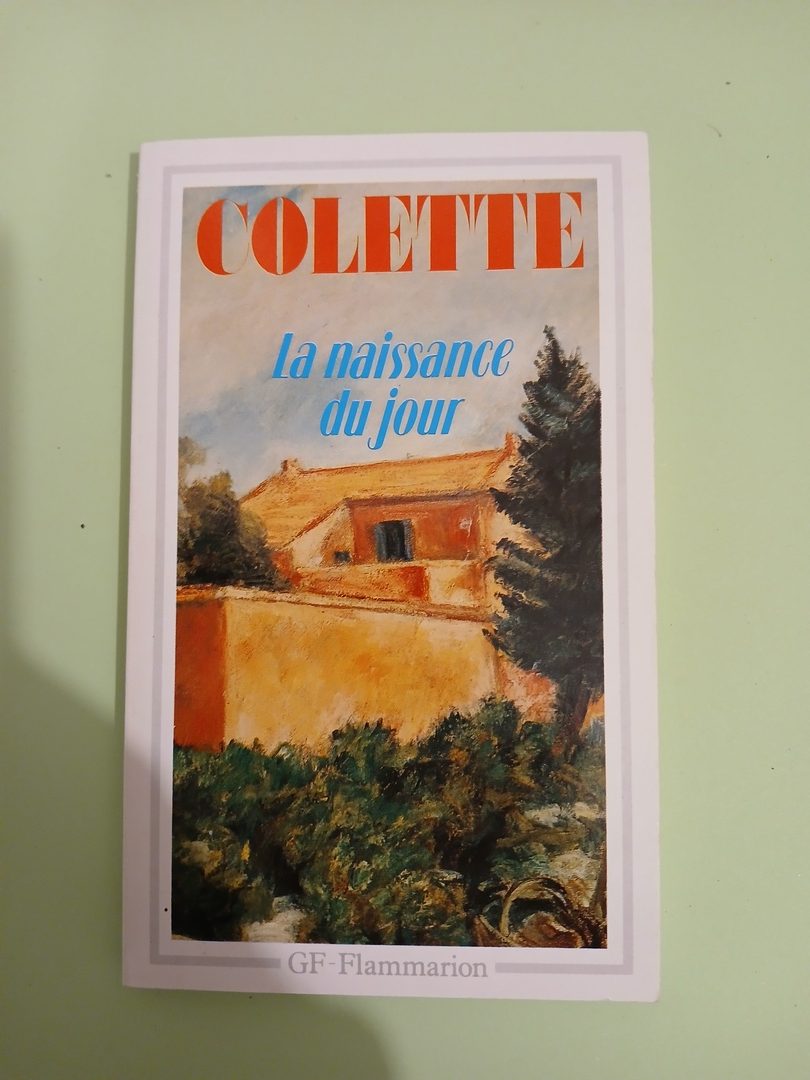 COLETTE
La naissance
du jour
GF-Flammarion